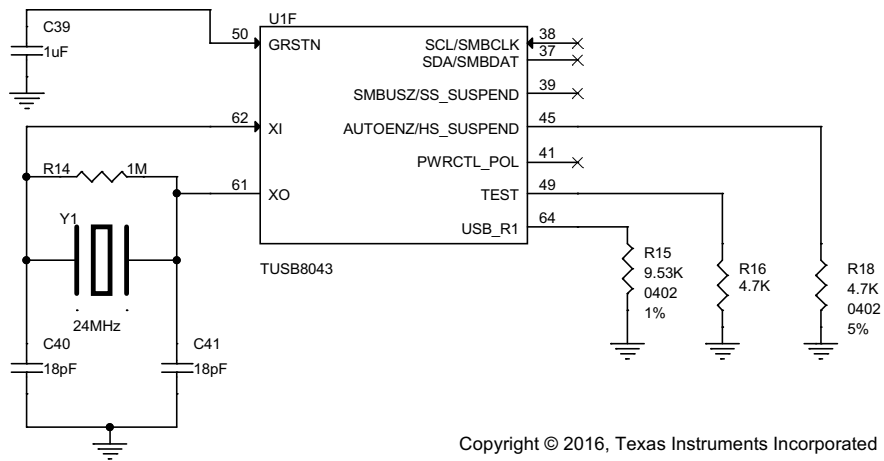 U1F
C39
1uF
50
GRSTN
SCL/SMBCLK
38
SDA/SMBDAT
37
SMBUSZ/SS_SUSPEND
39
62
XI
AUTOENZ/HS_SUSPEND
45
R14
1M
PWRCTL_POL
41
61
XO
TEST
49
Y1
USB_R1
64
TUSB8043
R15
9.53K
0402
1%
R16
4.7K
R18
4.7K
0402
5%
24MHz
C40
18pF
C41
18pF
Copyright © 2016, Texas Instruments Incorporated